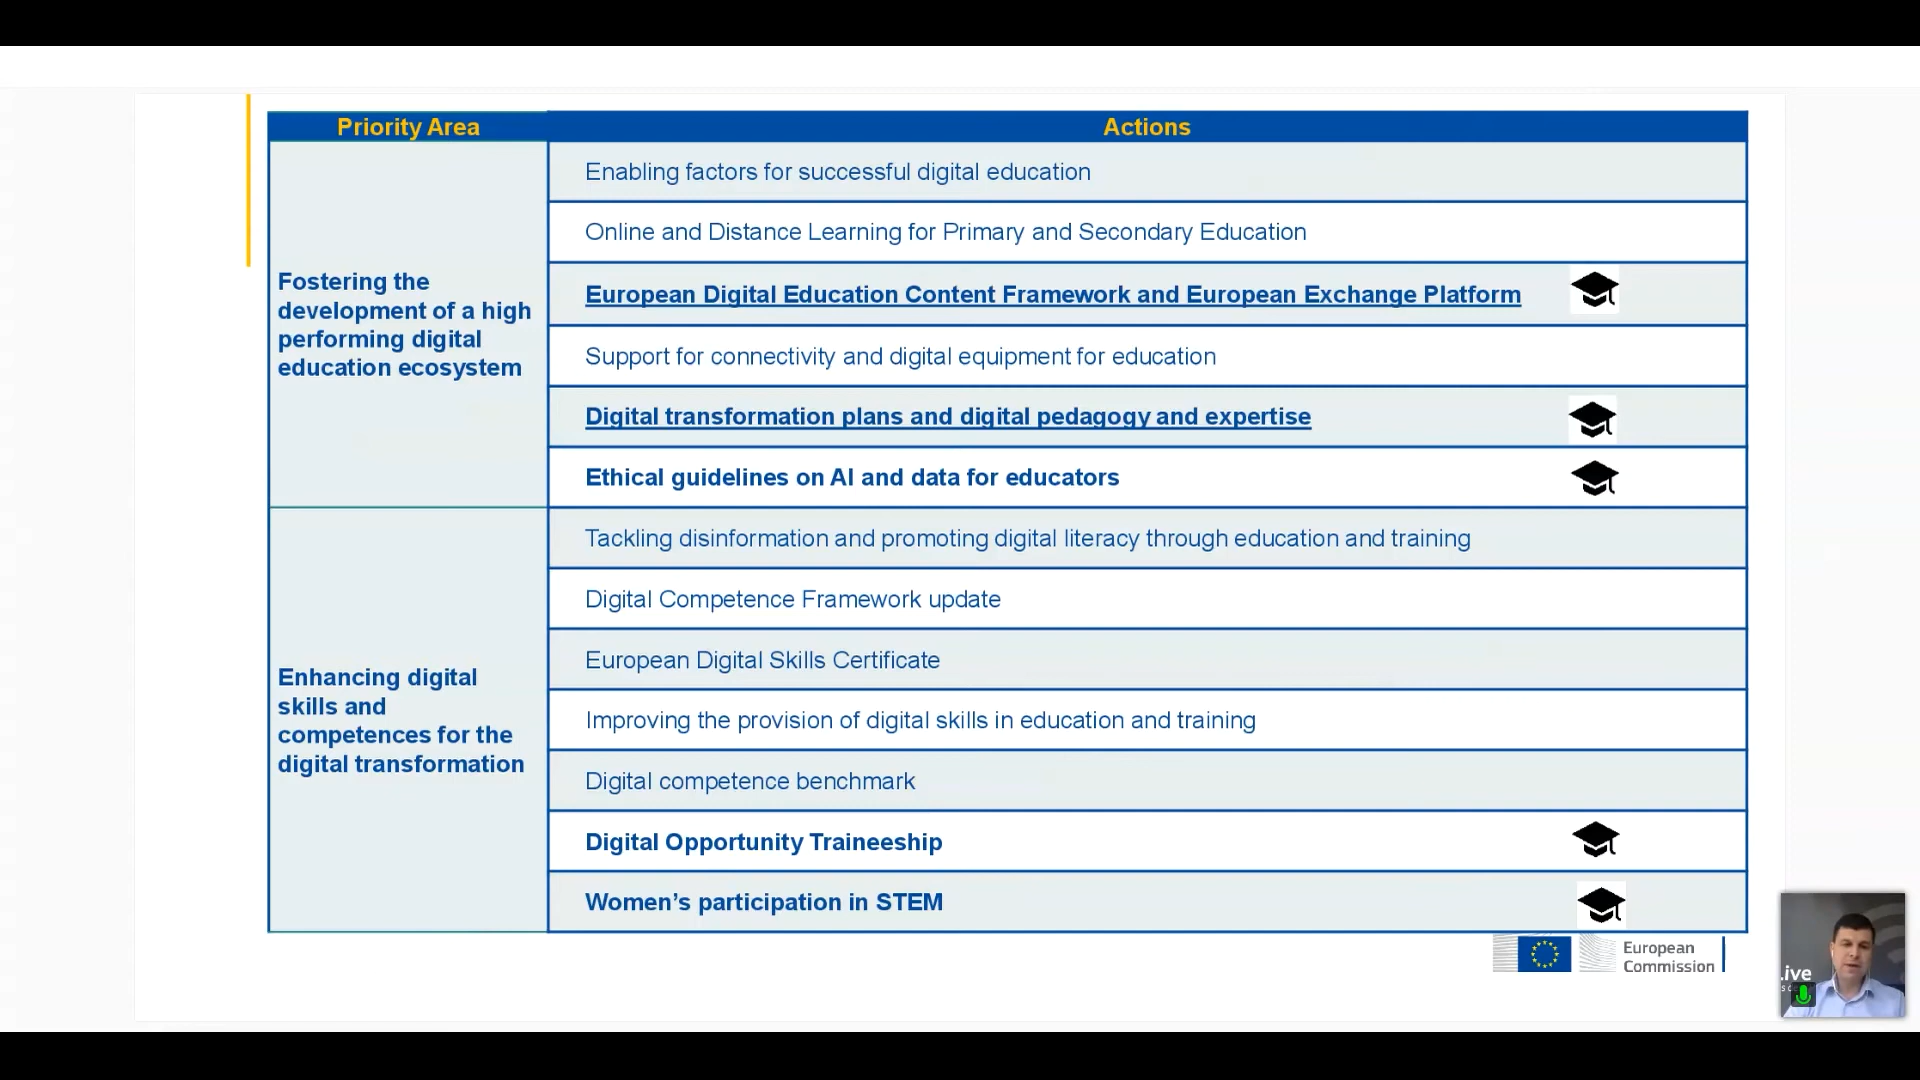 Priority Area
Actions
Fostering the
development of a high
performing digital
education ecosystem
Enabling factors for successful digital education
Online and Distance Learning for Primary and Secondary Education
European Digital Education Content Framework and European Exchange Platform
Support for connectivity and digital equipment for education
Digital transformation plans and digital pedagogy and expertise
Ethical guidelines on AI and data for educators
Enhancing digital
skills and
competences for the
digital transformation
Tackling disinformation and promoting digital literacy through education and training
Digital Competence Framework update
European Digital Skills Certificate
Improving the provision of digital skills in education and training
Digital competence benchmark
Digital Opportunity Traineeship
Women’s participation in STEM
European
Commission